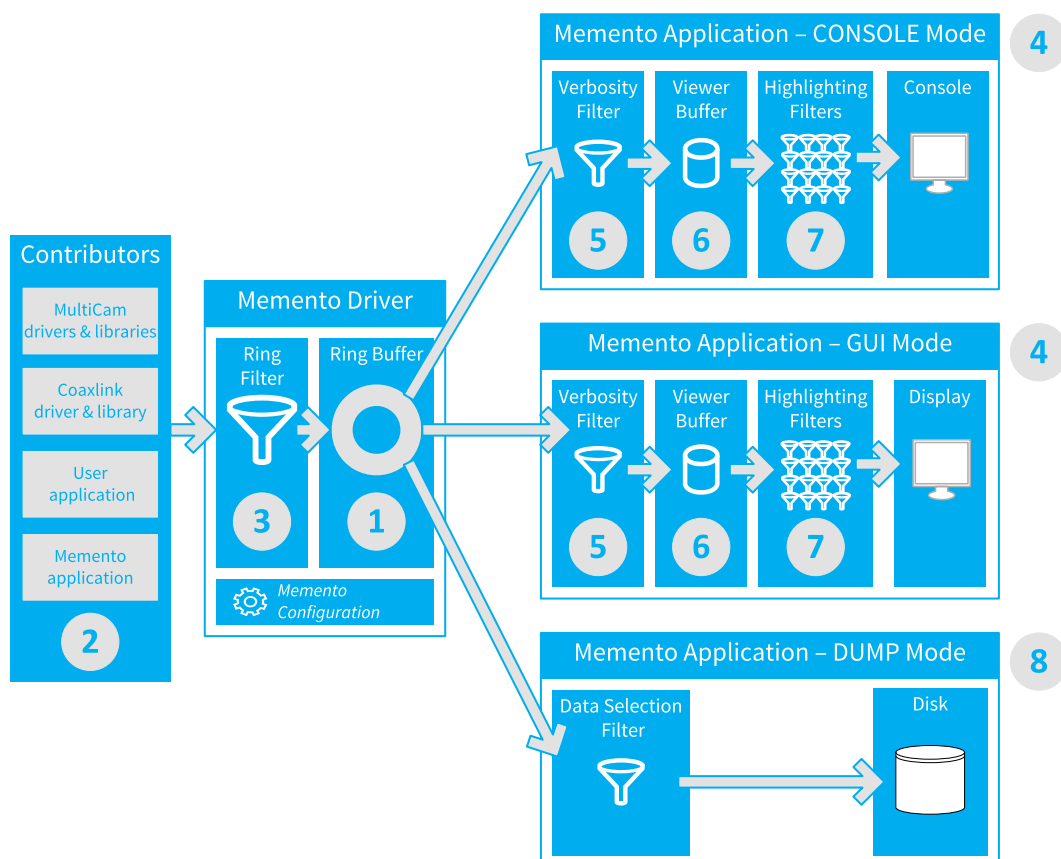 Contributors
MultiCam
drivers & libraries
Coaxlink
driver & library
User
application
Memento
application
2
Memento Driver
Ring
Filter
3
Ring Buffer
1
Memento
Configuration
Memento Application – CONSOLE Mode
4
Verbosity
Filter
5
Viewer
Buffer
6
Highlighting
Filters
7
Console
Memento Application – GUI Mode
4
Verbosity
Filter
5
Viewer
Buffer
6
Highlighting
Filters
7
Display
Memento Application – DUMP Mode
8
Data Selection
Filter
Disk